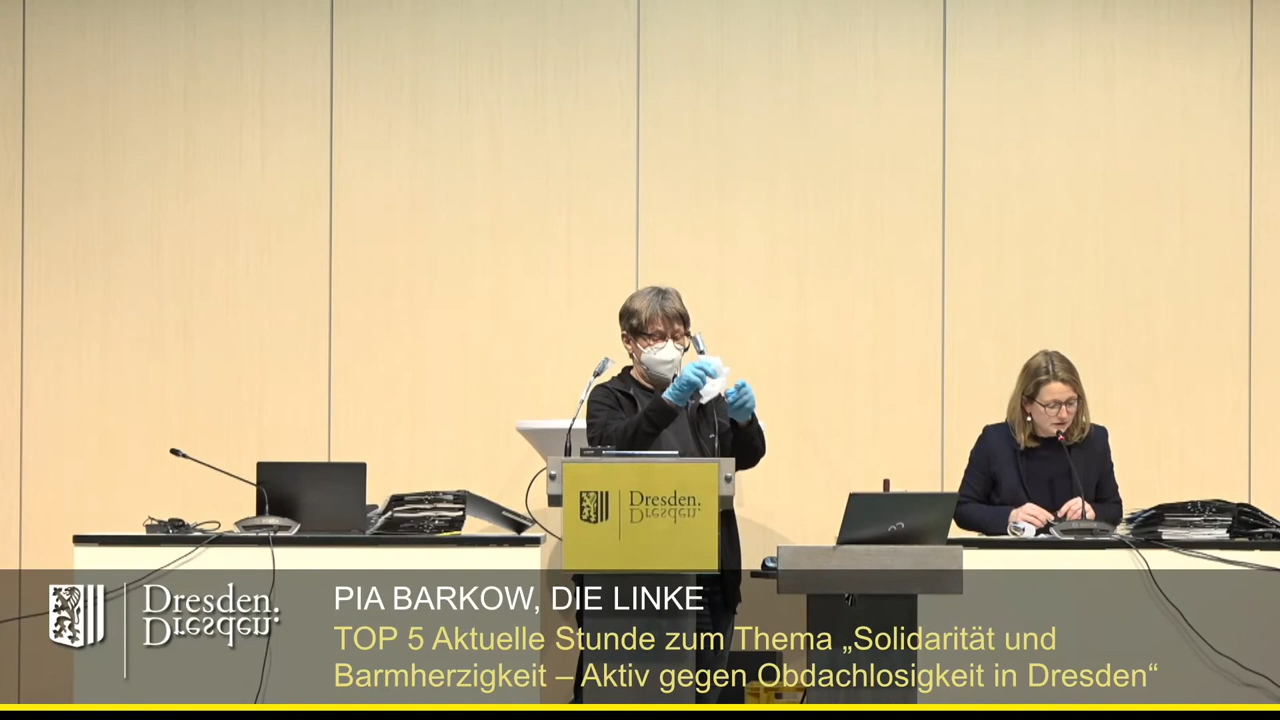 Dresden.
Dresden.
Dresden.
Dresden.
PIA BARKOW, DIE LINKE
TOP 5 Aktuelle Stunde zum Thema „Solidarität und
Barmherzigkeit – Aktiv gegen Obdachlosigkeit in Dresden“